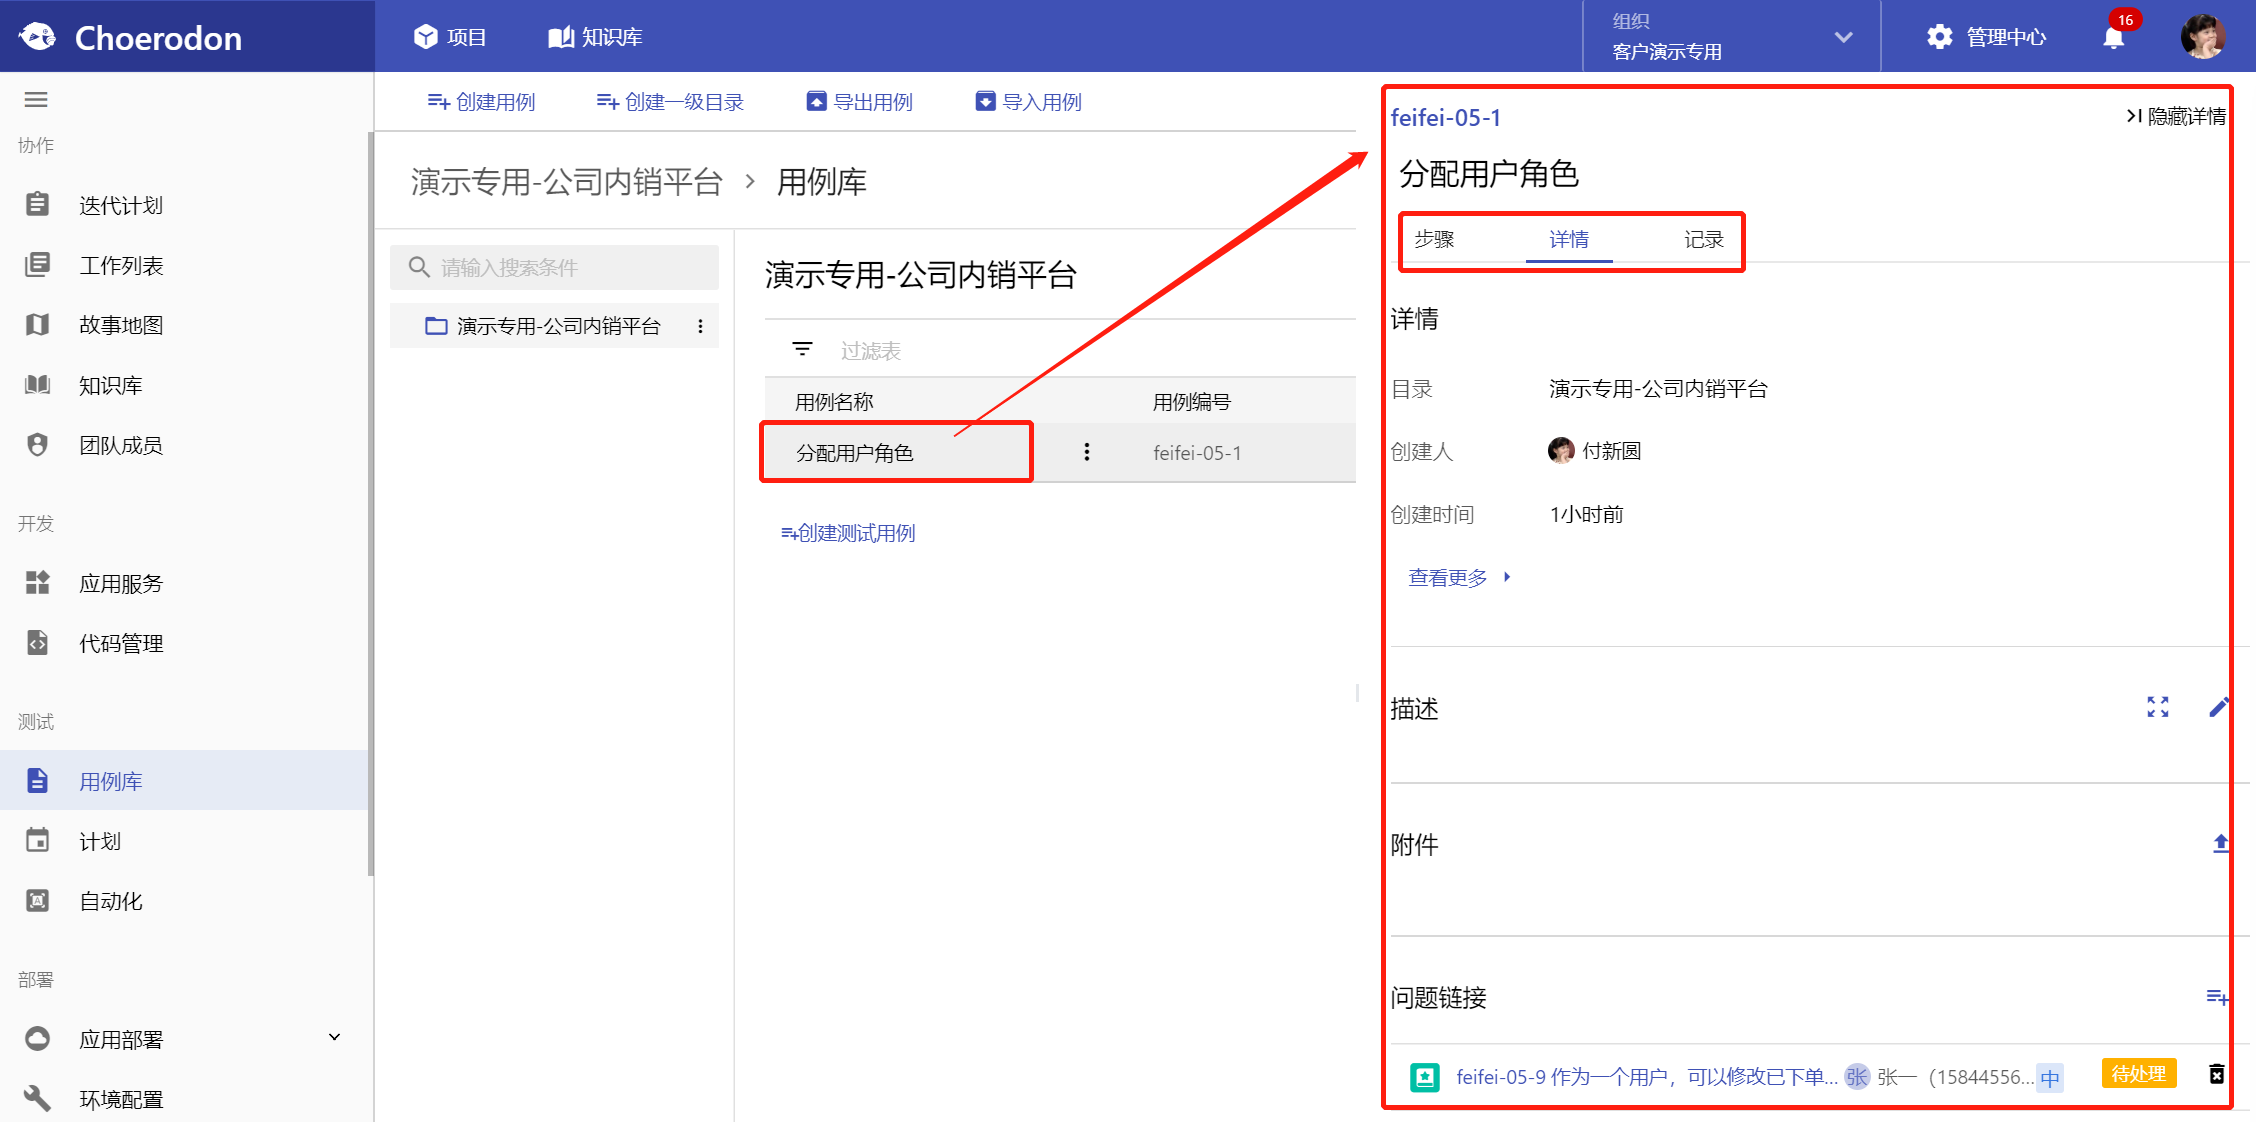 Choerodon
项目
知识库
组织
客户演示专用
管理中心
16
协作
迭代计划
工作列表
故事地图
知识库
团队成员
开发
应用服务
代码管理
测试
用例库
计划
自动化
部署
应用部署
环境配置
创建用例
创建一级目录
导出用例
导入用例
演示专用-公司内销平台 › 用例库
请输入搜索条件
演示专用-公司内销平台
演示专用-公司内销平台
过滤表
用例名称
用例编号
分配用户角色
feifei-05-1
创建测试用例
feifei-05-1
隐藏详情
分配用户角色
步骤
详情
记录
详情
目录
演示专用-公司内销平台
创建人
付新圆
创建时间
1小时前
查看更多
描述
附件
问题链接
feifei-05-9 作为一个用户，可以修改已下单... 张 张一（15844556... 中 待处理